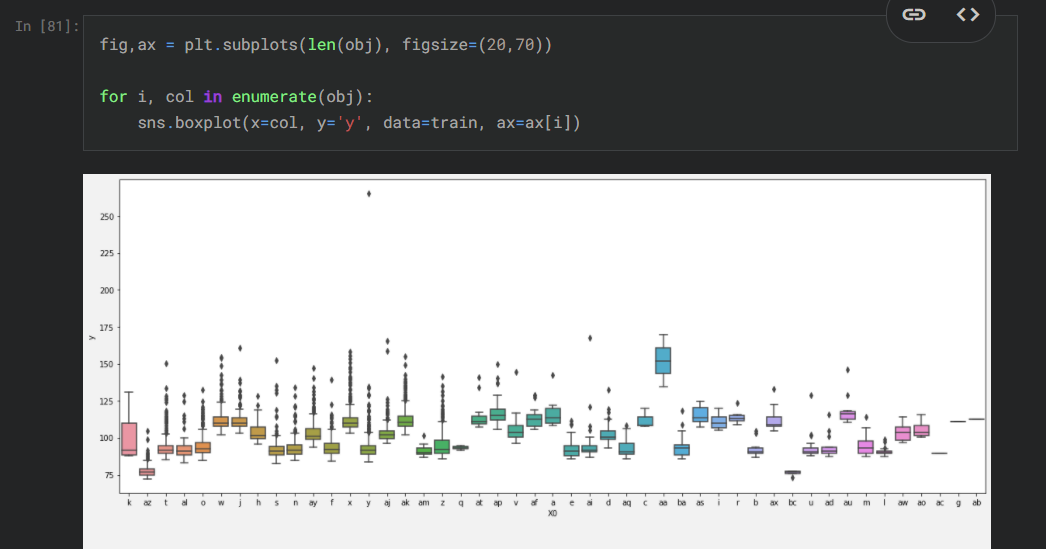 In [81]:
fig,ax = plt.subplots(len(obj), figsize=(20,70))
for i, col in enumerate(obj):
    sns.boxplot(x=col, y='y', data=train, ax=ax[i])
250
225
200
175
150
125
100
75
y
k az t al o w j h s n ay f x y aj ak am z q at ap v af a e ai d aq c aa ba as i r b ax bc u ad au m l aw ao ac g ab
X0